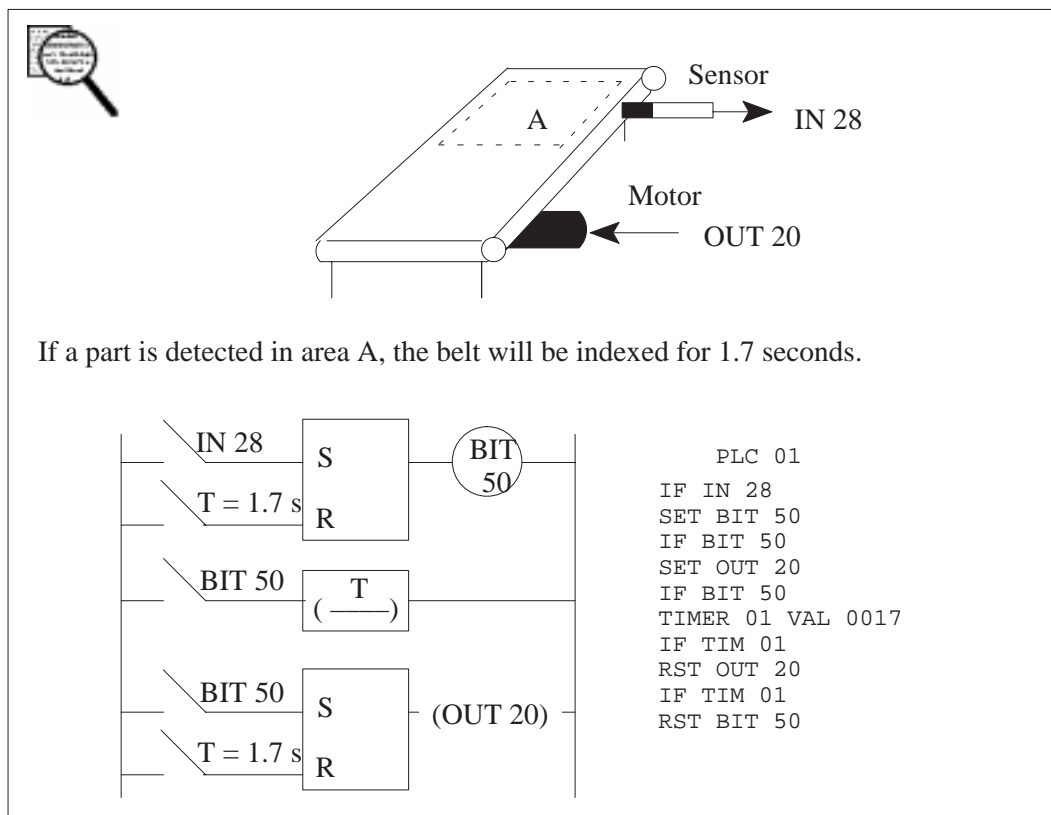 Sensor
A
IN 28
Motor
OUT 20
If a part is detected in area A, the belt will be indexed for 1.7 seconds.
IN 28
S
BIT
50
T = 1.7 s
R
BIT 50
T
( )
BIT 50
S
(OUT 20)
T = 1.7 s
R
PLC 01
IF IN 28
SET BIT 50
IF BIT 50
SET OUT 20
IF BIT 50
TIMER 01 VAL 0017
IF TIM 01
RST OUT 20
IF TIM 01
RST BIT 50